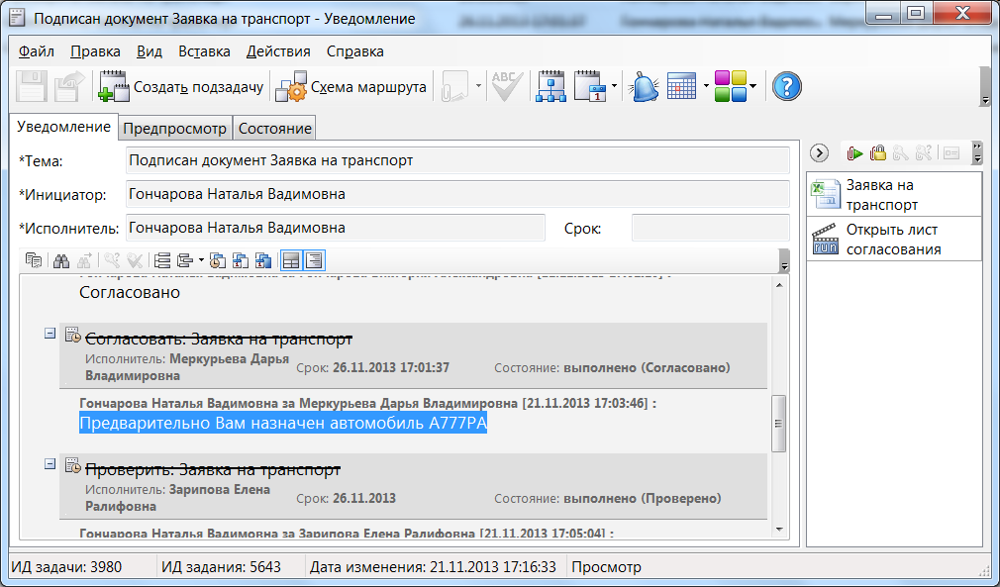 Подписан документ Заявка на транспорт - Уведомление
Файл Правка Вид Вставка Действия Справка
Создать подзадачу Схема маршрута ABC 1
Уведомление Предпросмотр Состояние
*Тема: Подписан документ Заявка на транспорт
*Инициатор: Гончарова Наталья Вадимовна
*Исполнитель: Гончарова Наталья Вадимовна Срок:
Заявка на
транспорт
RUN
Открыть лист
согласования
Согласовано
Согласовать: Заявка на транспорт
Исполнитель: Меркурьева Дарья
Владимировна
Срок: 26.11.2013 17:01:37
Состояние: выполнено (Согласовано)
Гончарова Наталья Вадимовна за Меркурьева Дарья Владимировна [21.11.2013 17:03:46] :
Предварительно Вам назначен автомобиль А777РА
Проверить: Заявка на транспорт
Исполнитель: Зарипова Елена
Ралифовна
Срок: 26.11.2013
Состояние: выполнено (Проверено)
Гончарова Наталья Вадимовна за Зарипова Елена Ралифовна [21.11.2013 17:05:04] :
ИД задачи: 3980 ИД задания: 5643 Дата изменения: 21.11.2013 17:16:33 Просмотр